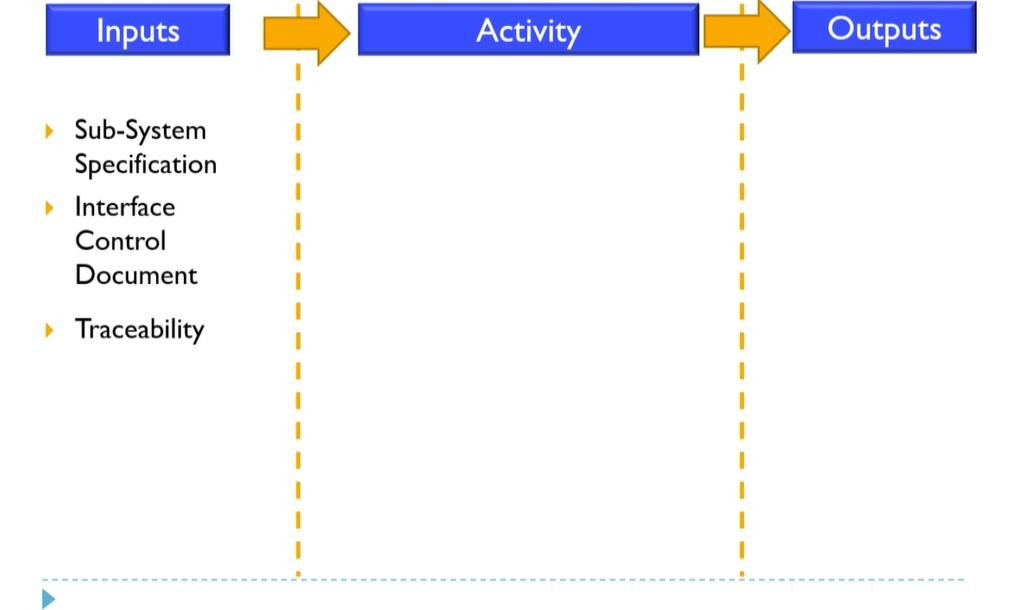 Inputs
Activity
Outputs
Sub-System
Specification
Interface
Control
Document
Traceability